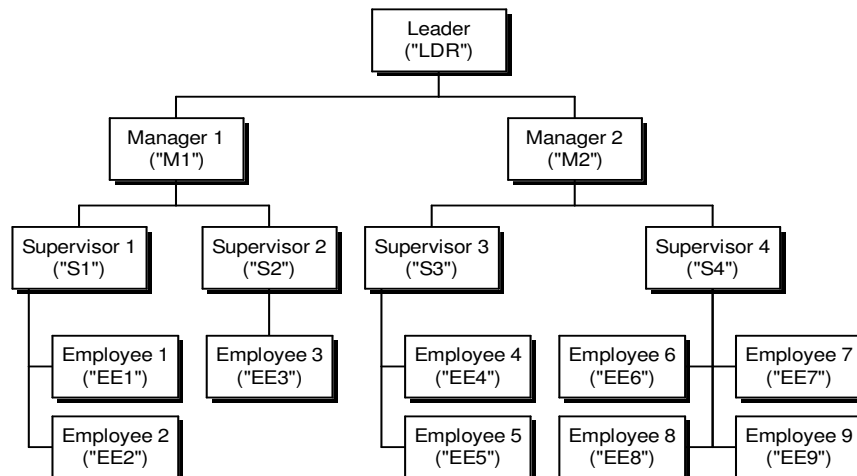 Leader
("LDR")
Manager 1
("M1")
Manager 2
("M2")
Supervisor 1
("S1")
Supervisor 2
("S2")
Supervisor 3
("S3")
Supervisor 4
("S4")
Employee 1
("EE1")
Employee 3
("EE3")
Employee 4
("EE4")
Employee 6
("EE6")
Employee 7
("EE7")
Employee 2
("EE2")
Employee 5
("EE5")
Employee 8
("EE8")
Employee 9
("EE9")